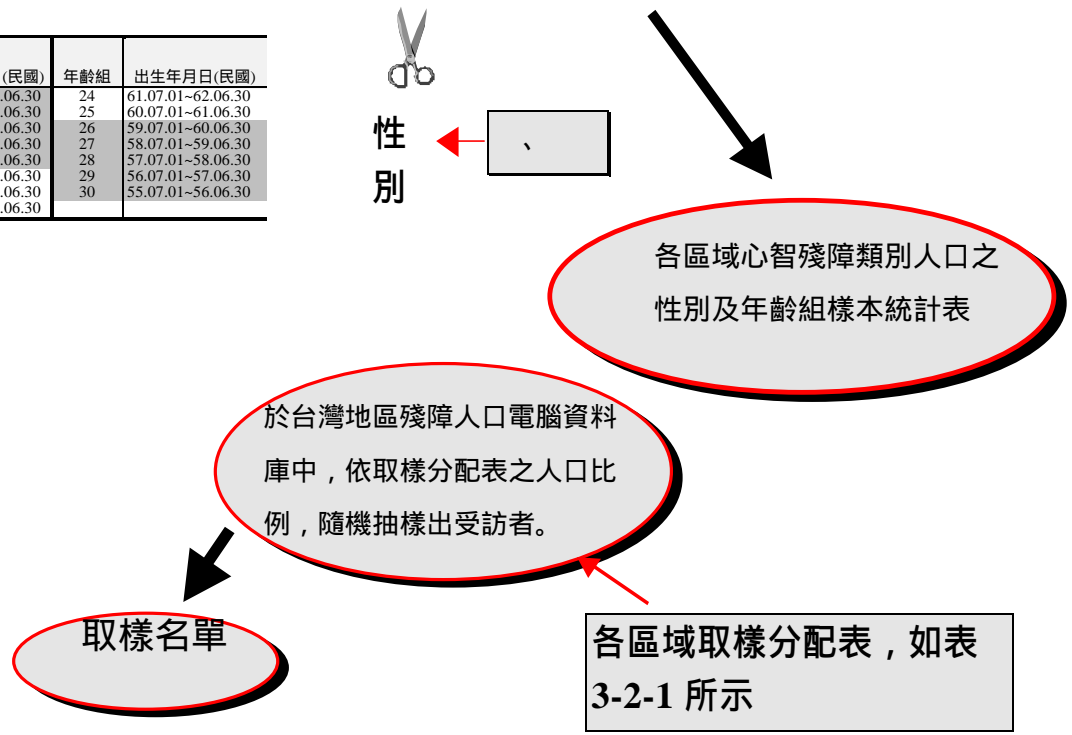 (民國) 年齡組 出生年月日(民國)
.06.30 24 61.07.01~62.06.30
.06.30 25 60.07.01~61.06.30
.06.30 26 59.07.01~60.06.30
.06.30 27 58.07.01~59.06.30
.06.30 28 57.07.01~58.06.30
.06.30 29 56.07.01~57.06.30
.06.30 30 55.07.01~56.06.30
.06.30
性
別
、
各區域心智殘障類別人口之
性別及年齡組樣本統計表
於台灣地區殘障人口電腦資料
庫中，依取樣分配表之人口比
例，隨機抽樣出受訪者。
取樣名單
各區域取樣分配表，如表
3-2-1 所示